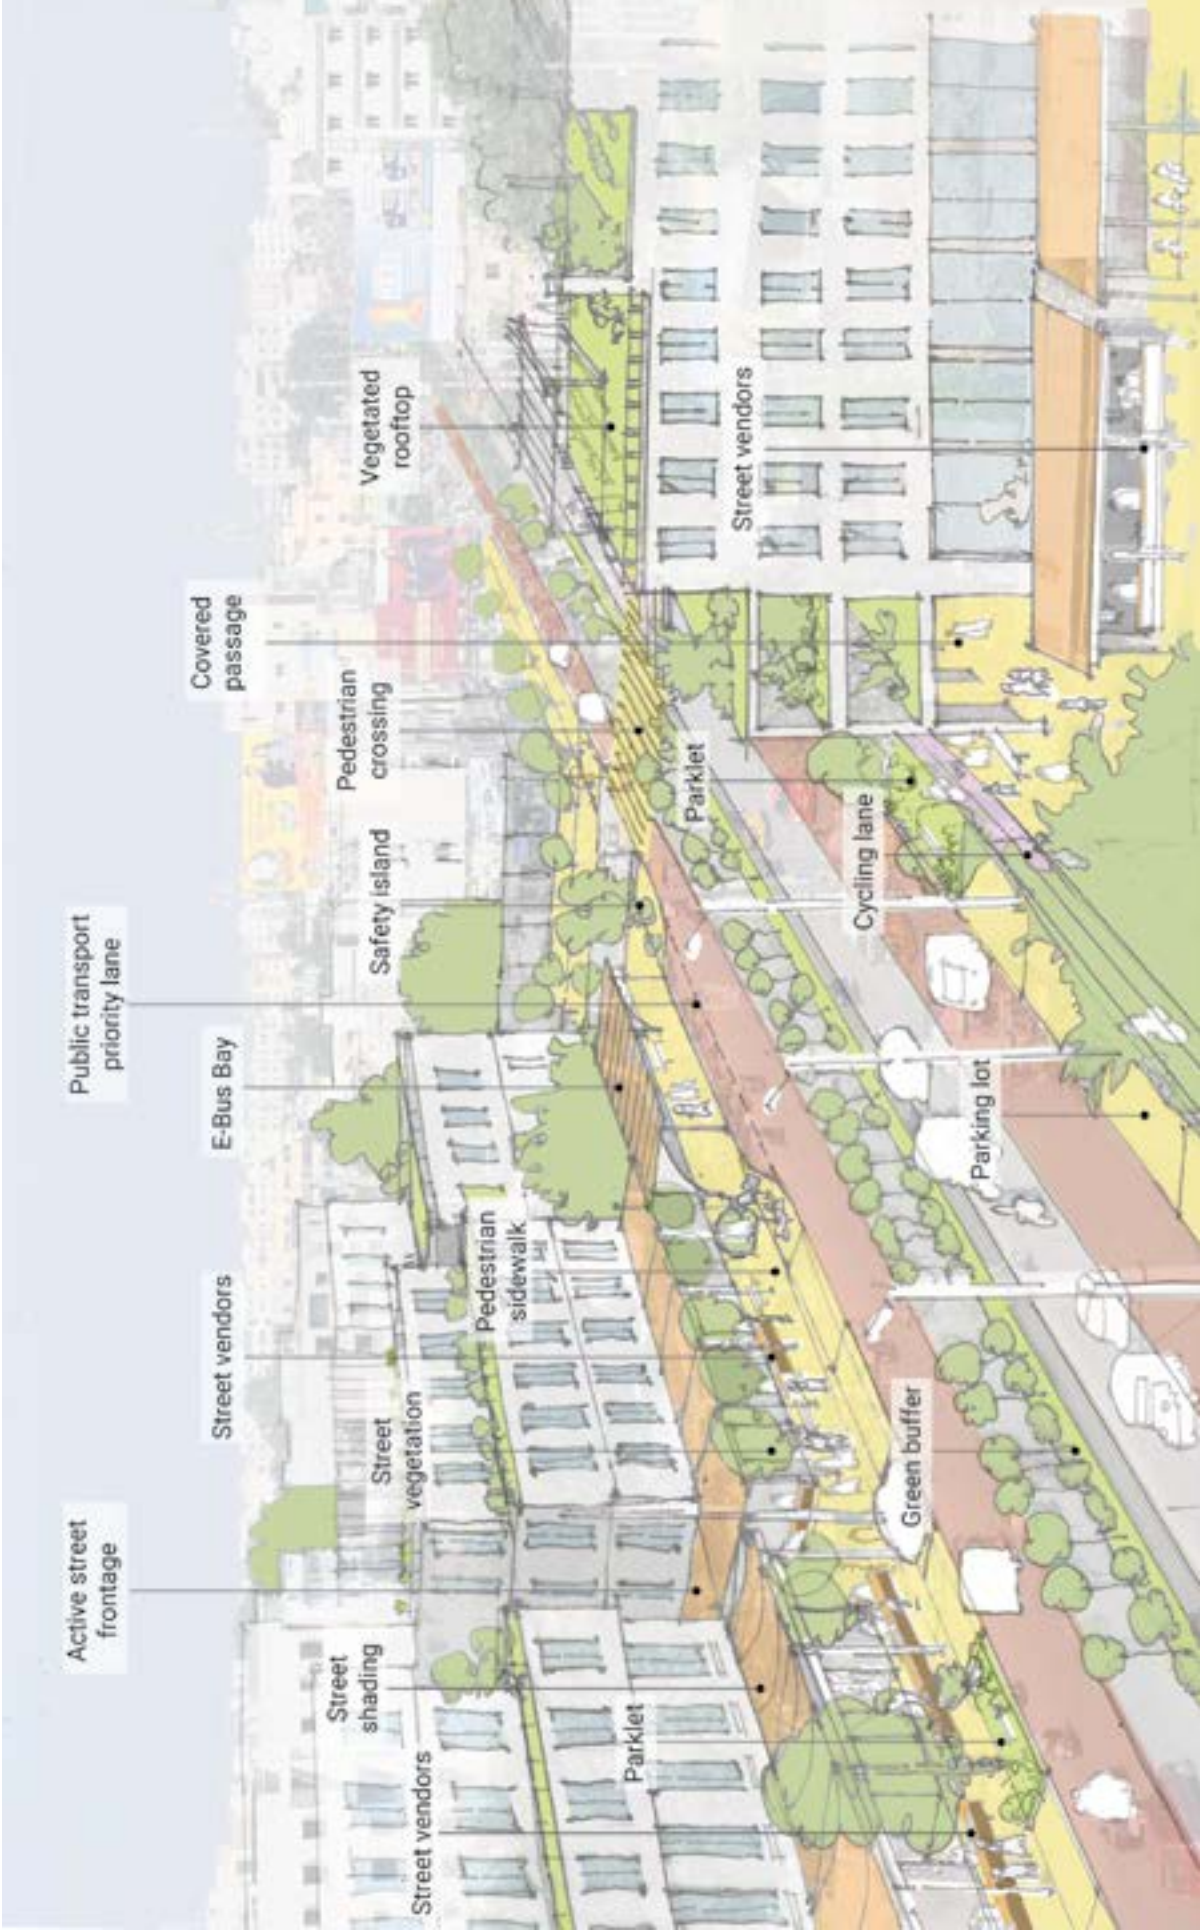 Active street
frontage
Public transport
priority lane
Street vendors
E-Bus Bay
Covered
passage
Street vendors
Street
shading
Street
vegetation
Pedestrian
sidewalk
Safety island
Pedestrian
crossing
Vegetated
rooftop
Parklet
Parklet
Street vendors
Green buffer
Parking lot
Cycling lane